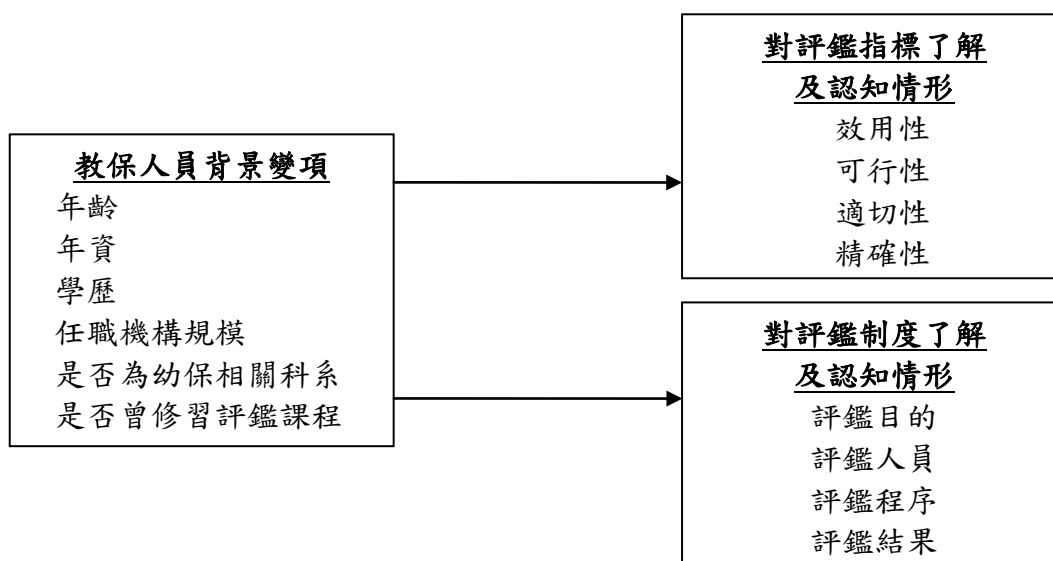 教保人員背景變項
年齡
年資
學歷
任職機構規模
是否為幼保相關科系
是否曾修習評鑑課程
對評鑑指標了解
及認知情形
效用性
可行性
適切性
精確性
對評鑑制度了解
及認知情形
評鑑目的
評鑑人員
評鑑程序
評鑑結果